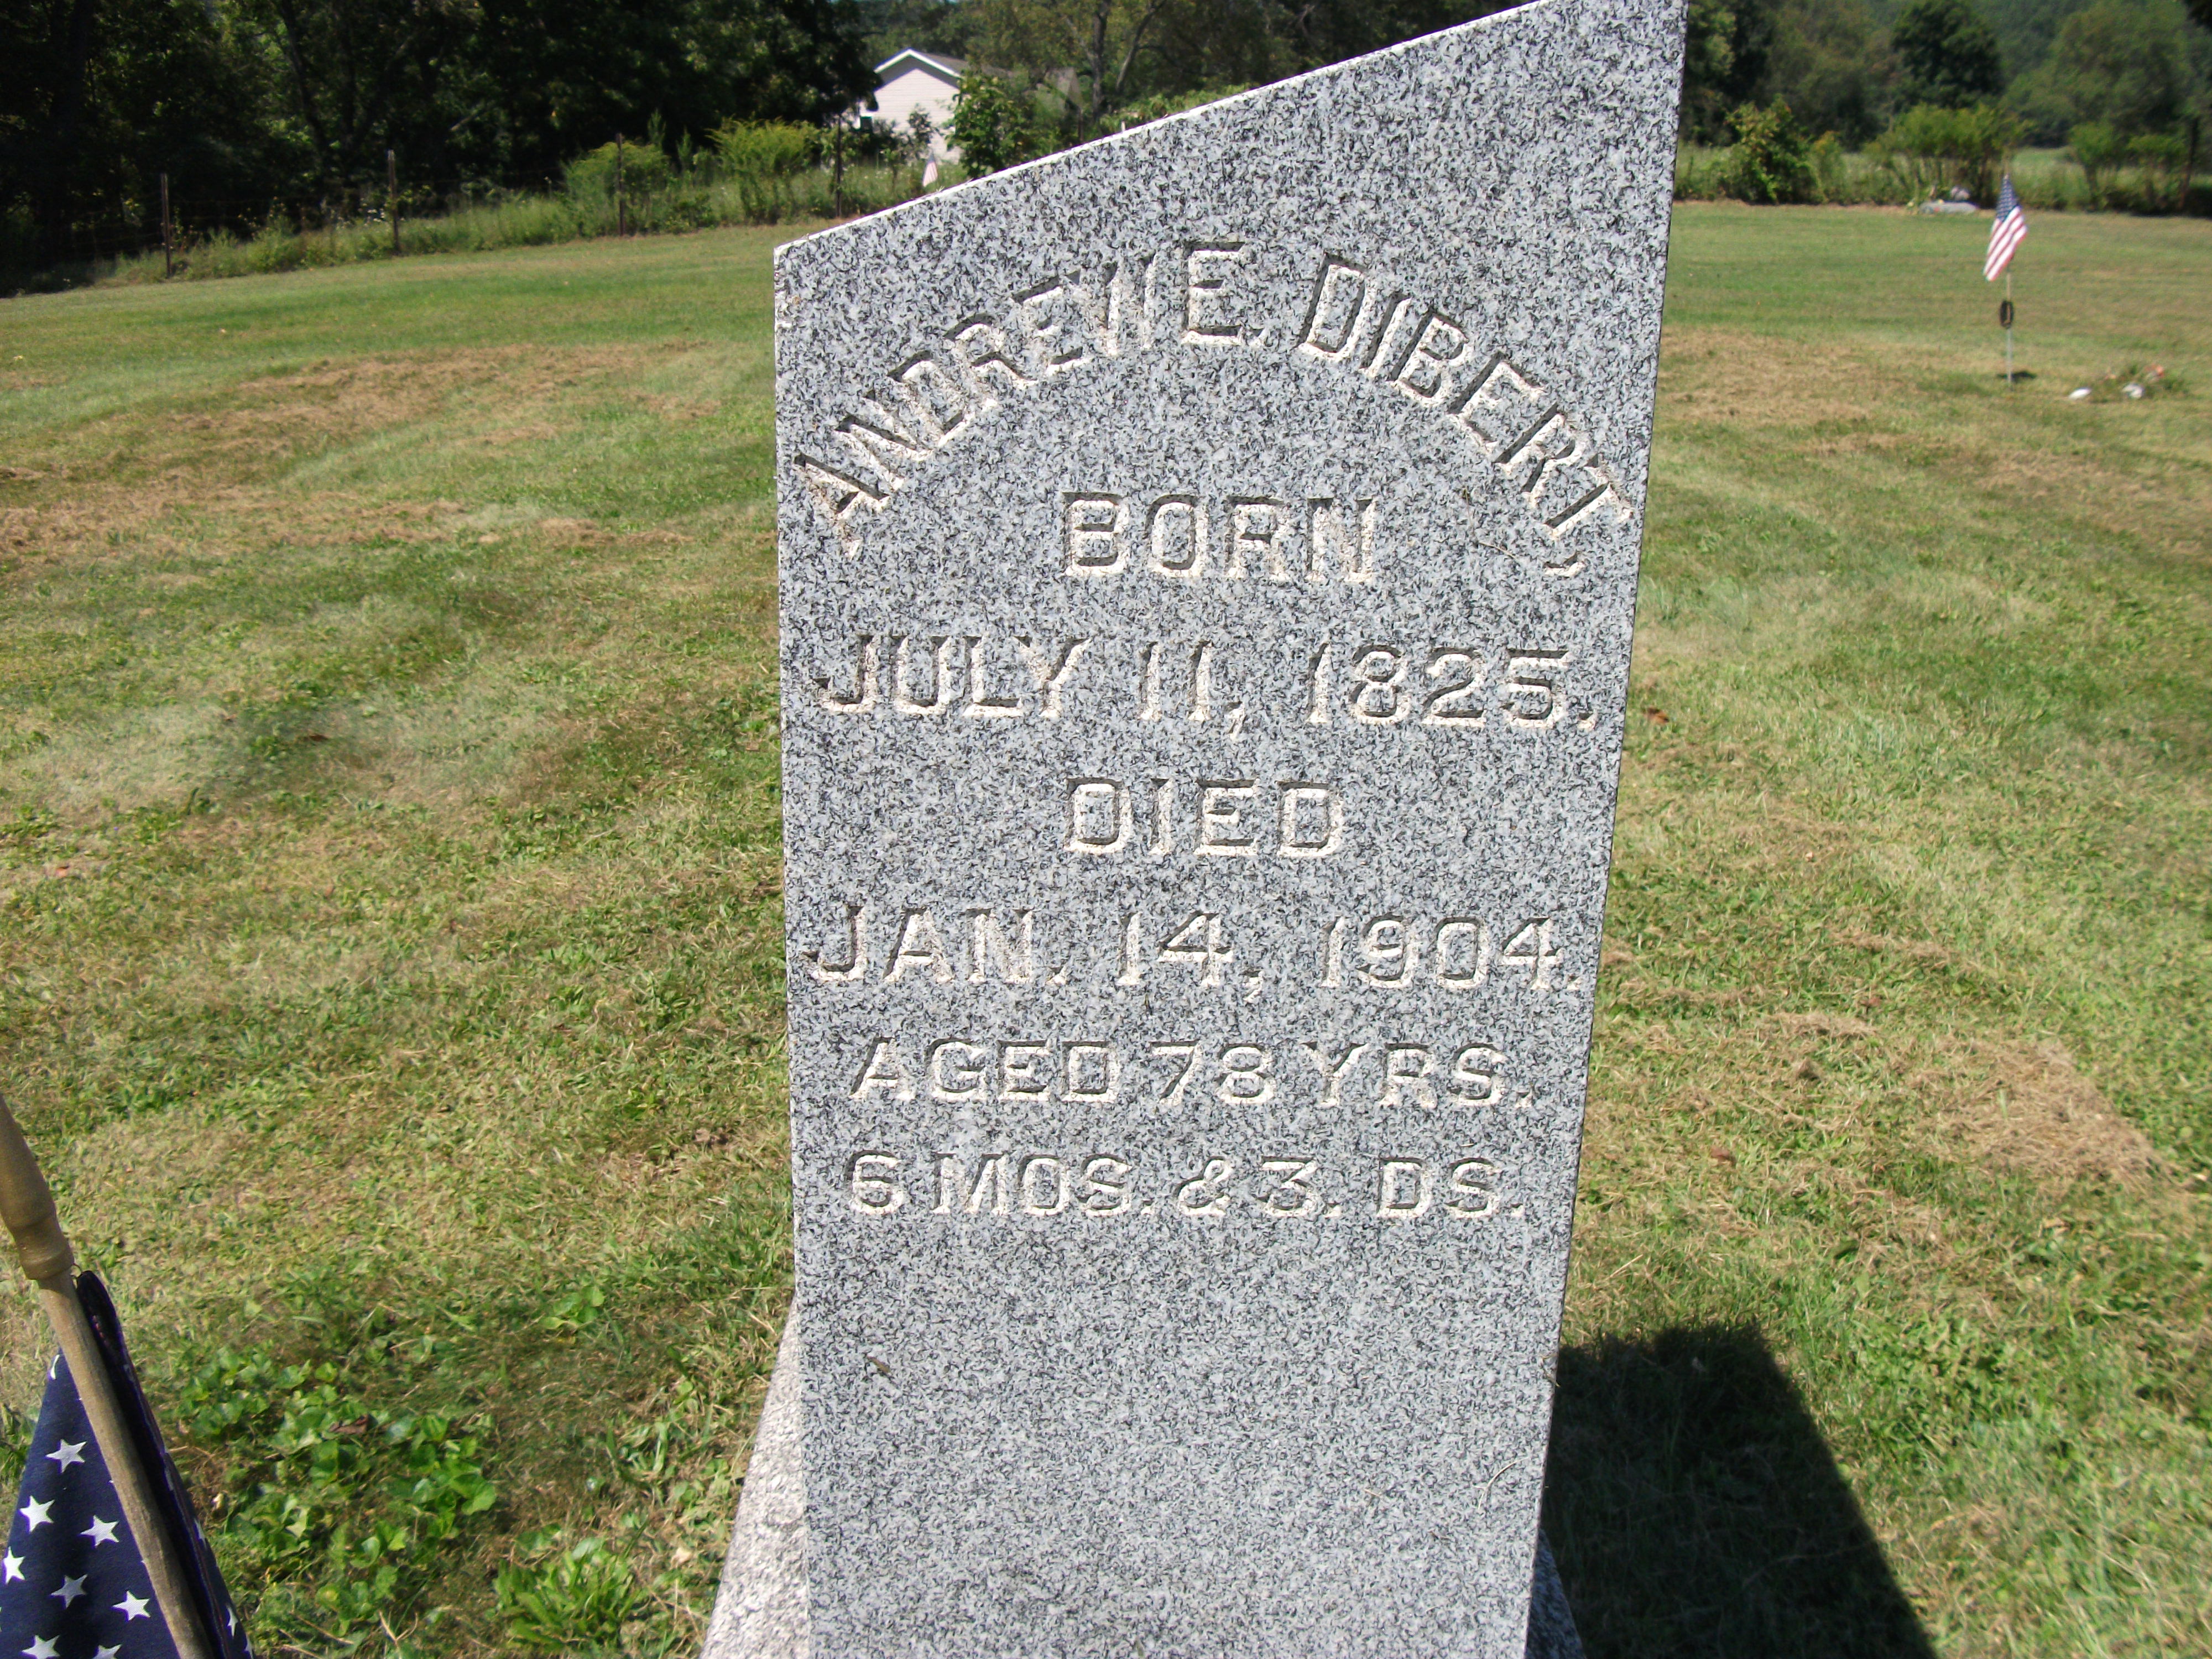 ANDREW E. DIBERT,
BORN
JULY 11, 1825,
DIED
JAN. 14, 1904.
AGED 78 YRS.
6 MOS. & 3. DS.